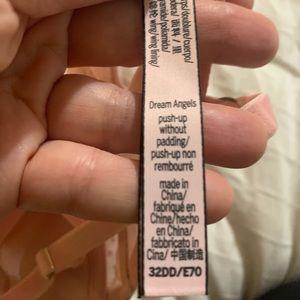 Dream Angels
push-up
without
padding/
push-up non
rembourré
made in
China/
fabriqué en
Chine/hecho
en China/
fabbricato in
Cina/ 中国制造
32DD/E70